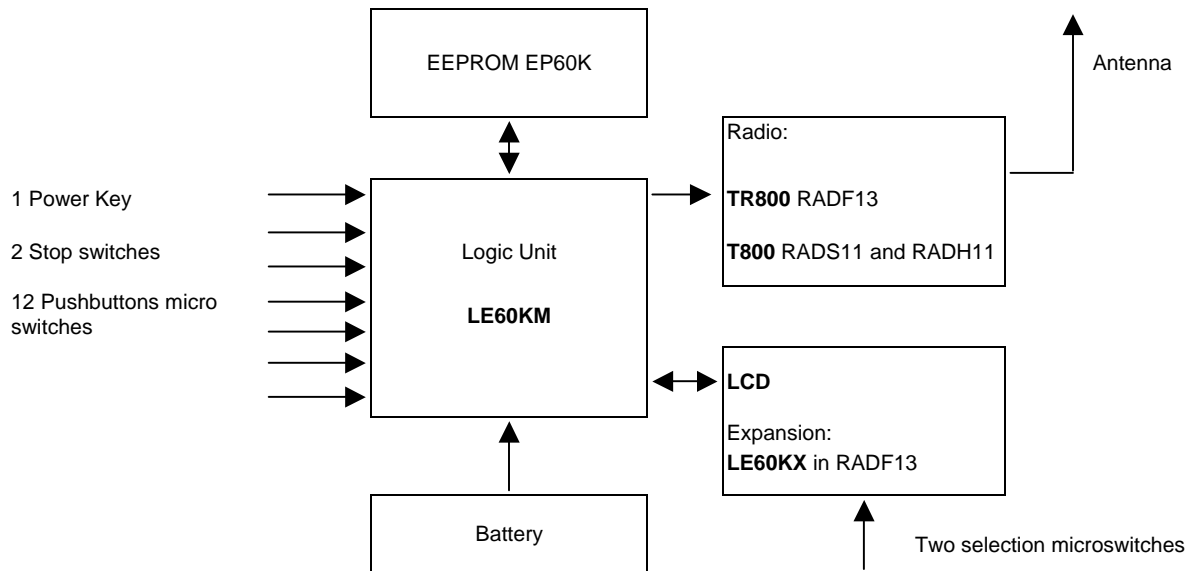 EEPROM EP60K
Antenna
Radio:
TR800 RADF13
T800 RADS11 and RADH11
1 Power Key
2 Stop switches
12 Pushbuttons micro
switches
Logic Unit
LE60KM
LCD
Expansion:
LE60KX in RADF13
Battery
Two selection microswitches